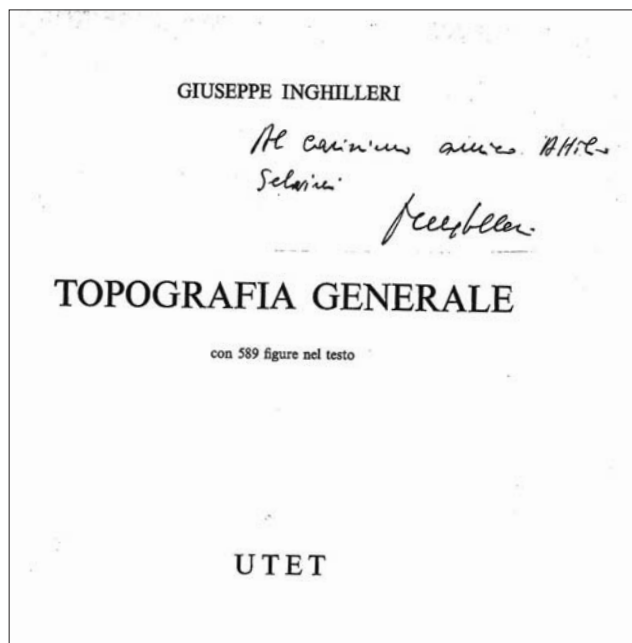 GIUSEPPE INGHILLERI
Al carissimo amico Attilio
Selvini
TOPOGRAFIA GENERALE
con 589 figure nel testo
UTET